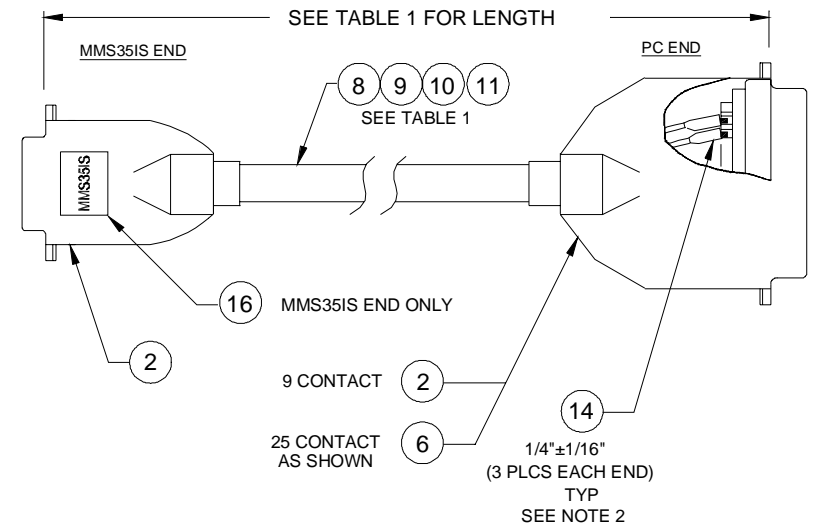 SEE TABLE 1 FOR LENGTH
MMS35IS END
PC END
8 9 10 11
SEE TABLE 1
MMS35IS
16 MMS35IS END ONLY
2
9 CONTACT 2
25 CONTACT 6
AS SHOWN
14
1/4"±1/16"
(3 PLCS EACH END)
TYP
SEE NOTE 2